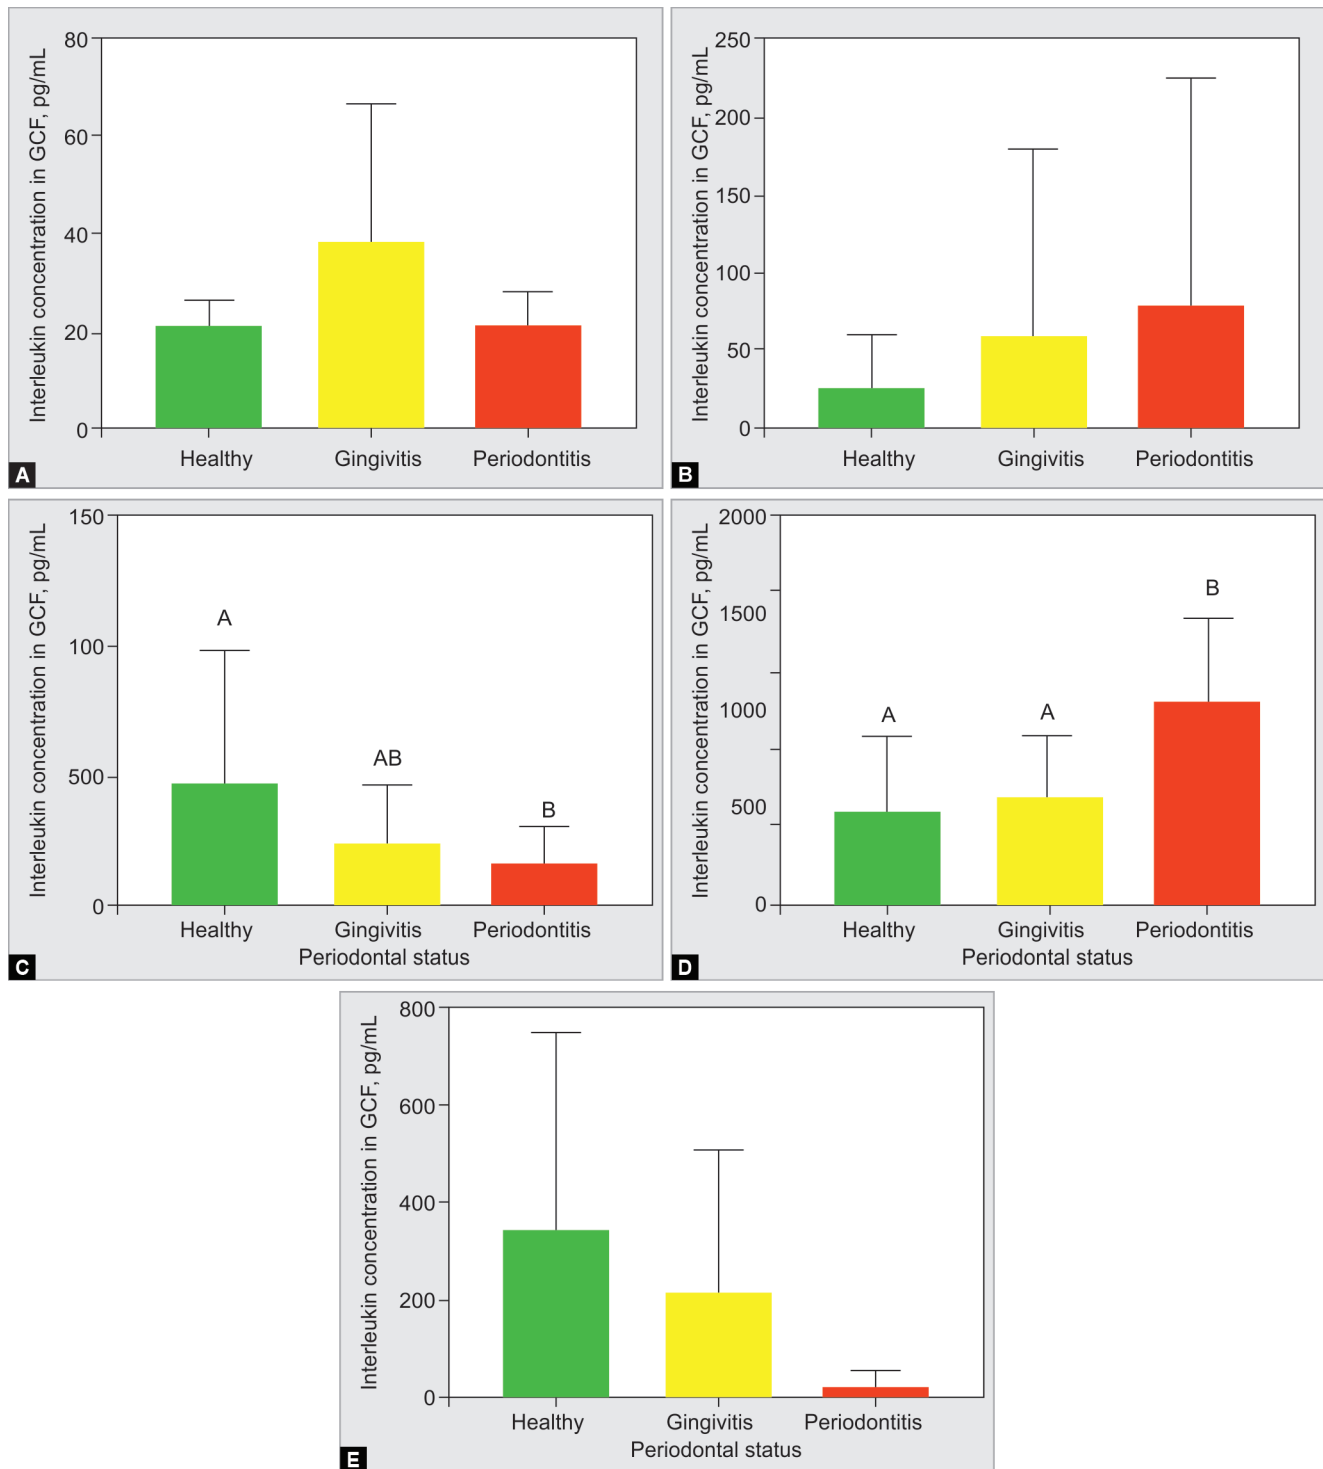 Interleukin concentration in GCF, pg/mL
80
60
40
20
0
Healthy Gingivitis Periodontitis
A
Interleukin concentration in GCF, pg/mL
250
200
150
100
50
0
Healthy Gingivitis Periodontitis
B
Interleukin concentration in GCF, pg/mL
150
100
500
0
A
AB
B
Healthy Gingivitis Periodontitis
Periodontal status
C
Interleukin concentration in GCF, pg/mL
2000
1500
1000
500
0
A
A
B
Healthy Gingivitis Periodontitis
Periodontal status
D
Interleukin concentration in GCF, pg/mL
800
600
400
200
0
Healthy Gingivitis Periodontitis
Periodontal status
E